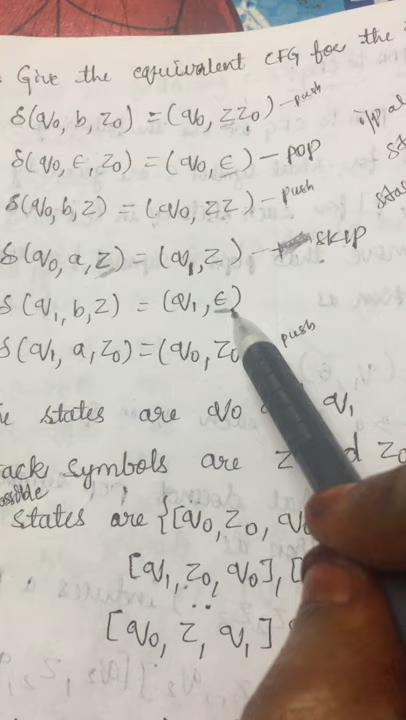 Give the equivalent CFG for the
δ(q0, b, z0) = (q0, zz0) - push
δ(q0, ε, z0) = (q0, ε) - POP
δ(q0, b, z) = (q0, zz) - push
δ(q0, a, z) = (q1, z) - skip
δ(q1, b, z) = (q1, ε)
δ(q1, a, z0) = (q0, z0 push
states are q0 q1
ack symbols are z d z0
possible
states are {[q0, z0, q0
[q1, z0, q0], [
[q0, z, q1]